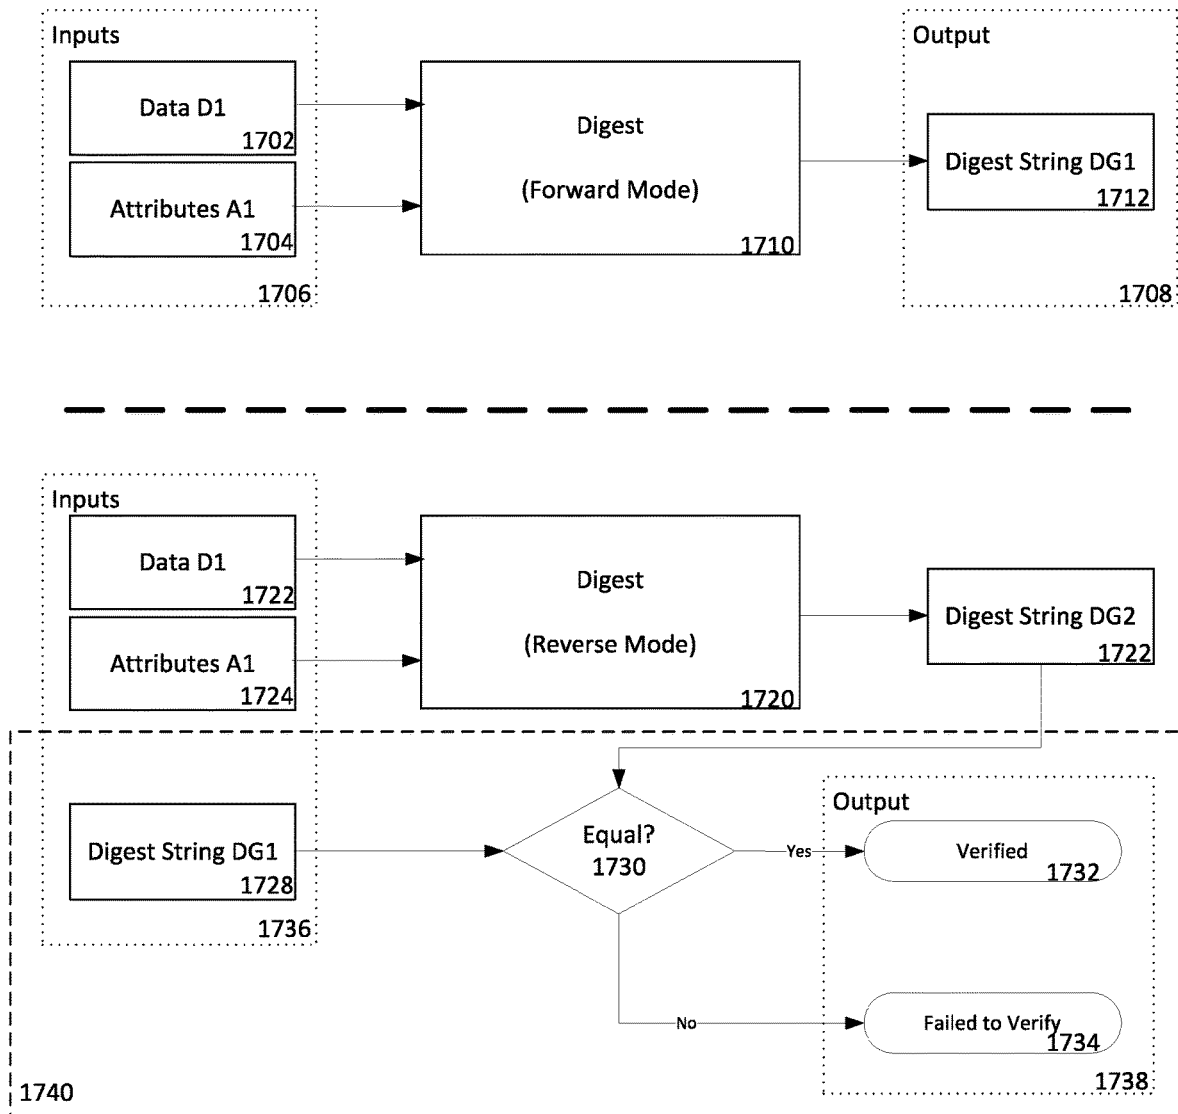 Inputs
Data D1
1702
Attributes A1
1704
1706
Digest
(Forward Mode)
1710
Output
Digest String DG1
1712
1708
Inputs
Data D1
1722
Attributes A1
1724
Digest
(Reverse Mode)
1720
Digest String DG2
1722
Digest String DG1
1728
1736
Equal?
1730
Yes
No
Output
Verified
1732
Failed to Verify
1734
1738
1740